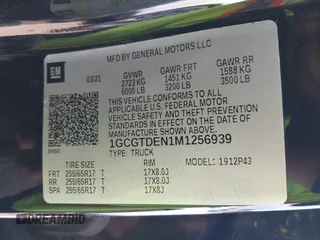 MFD BY GENERAL MOTORS LLC
GM
03/21 GVWR GAWR FRT GAWR RR
2722 KG 1451 KG 1588 KG
6000 LB 3200 LB 3500 LB
THIS VEHICLE CONFORMS TO ALL
APPLICABLE U.S. FEDERAL MOTOR
VEHICLE SAFETY AND THEFT
PREVENTION STANDARDS IN EFFECT
ON THE DATE OF MANUFACTURE
SHOWN ABOVE.
1GCGTDEN1M1256939
TYPE: TRUCK
MODEL: 1912P43
TIRE SIZE RIM
FRT 255/65R17 T 17X8.0J
RR 255/65R17 T 17X8.0J
SPA 255/65R17 T 17X8J
DREAMBID